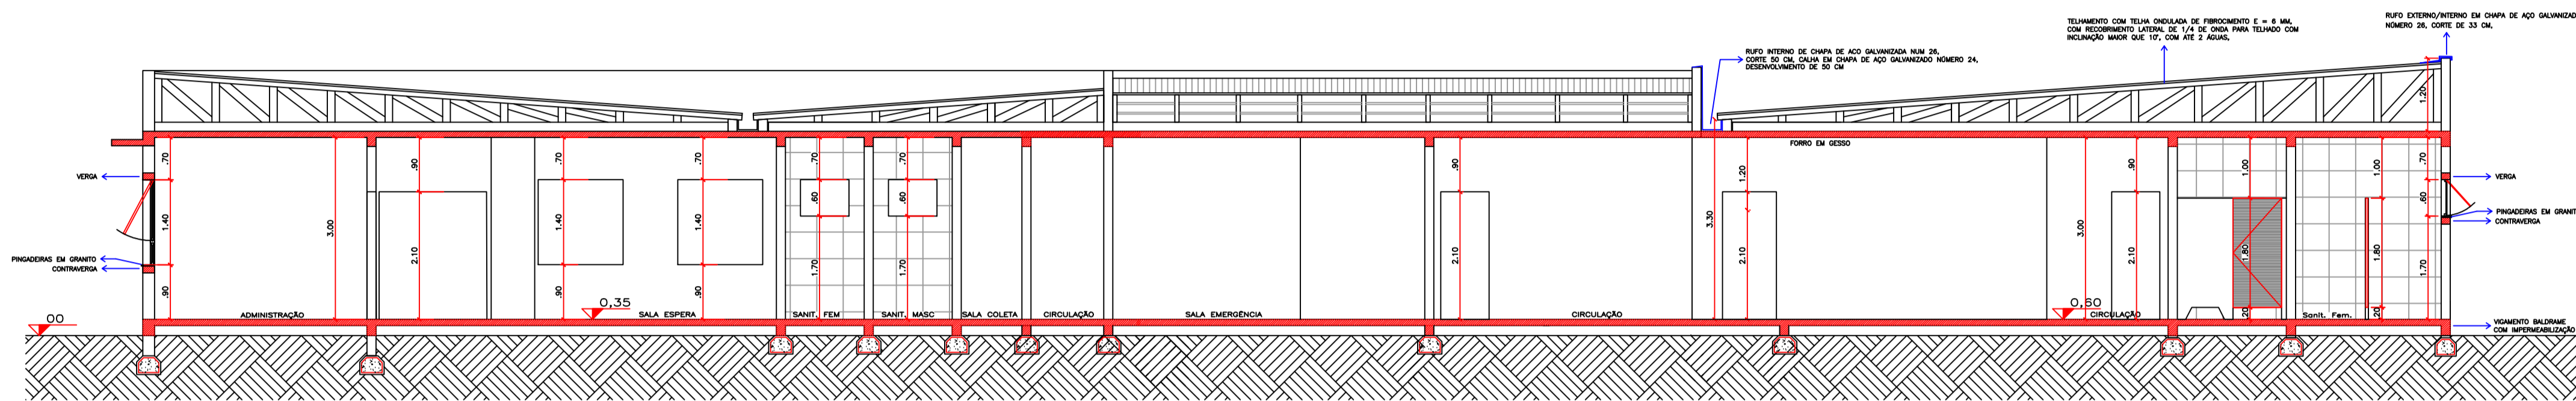 TELHAMENTO COM TELHA ONDULADA DE FIBROCIMENTO E = 6 MM,
COM RECOBRIMENTO LATERAL DE 1/4 DE ONDA PARA TELHADO COM
INCLINAÇÃO MAIOR QUE 10°, COM ATÉ 2 ÁGUAS,
RUFO EXTERNO/INTERNO EM CHAPA DE AÇO GALVANIZAD
NÚMERO 26, CORTE DE 33 CM,
RUFO INTERNO DE CHAPA DE ACO GALVANIZADA NUM 26,
CORTE 50 CM, CALHA EM CHAPA DE AÇO GALVANIZADO NÚMERO 24,
DESENVOLVIMENTO DE 50 CM
1.20
FORRO EM GESSO
.70
.90
.70
.70
.70
.70
.90
1.20
.90
1.00
1.00
.70
VERGA
VERGA
1.40
3.00
1.40
1.40
.60
.60
3.30
3.00
.60
PINGADEIRAS EM GRANIT
CONTRAVERGA
PINGADEIRAS EM GRANITO
CONTRAVERGA
2.10
1.70
1.70
2.10
2.10
2.10
1.80
1.80
1.70
.90
.90
.90
.20
.20
00
0,35
0,60
ADMINISTRAÇÃO
SALA ESPERA
SANIT. FEM
SANIT. MASC
SALA COLETA
CIRCULAÇÃO
SALA EMERGÊNCIA
CIRCULAÇÃO
CIRCULAÇÃO
Sanit. Fem.
VIGAMENTO BALDRAME
COM IMPERMEABILIZAÇÃO